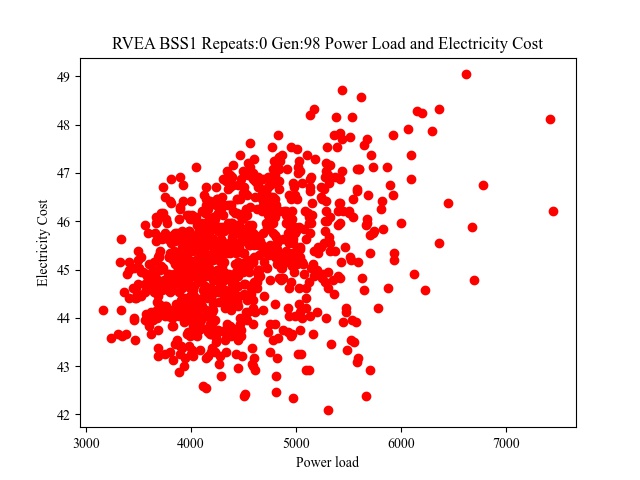 RVEA BSS1 Repeats:0 Gen:98 Power Load and Electricity Cost
49
48
47
46
45
44
43
42
Electricity Cost
3000 4000 5000 6000 7000
Power load